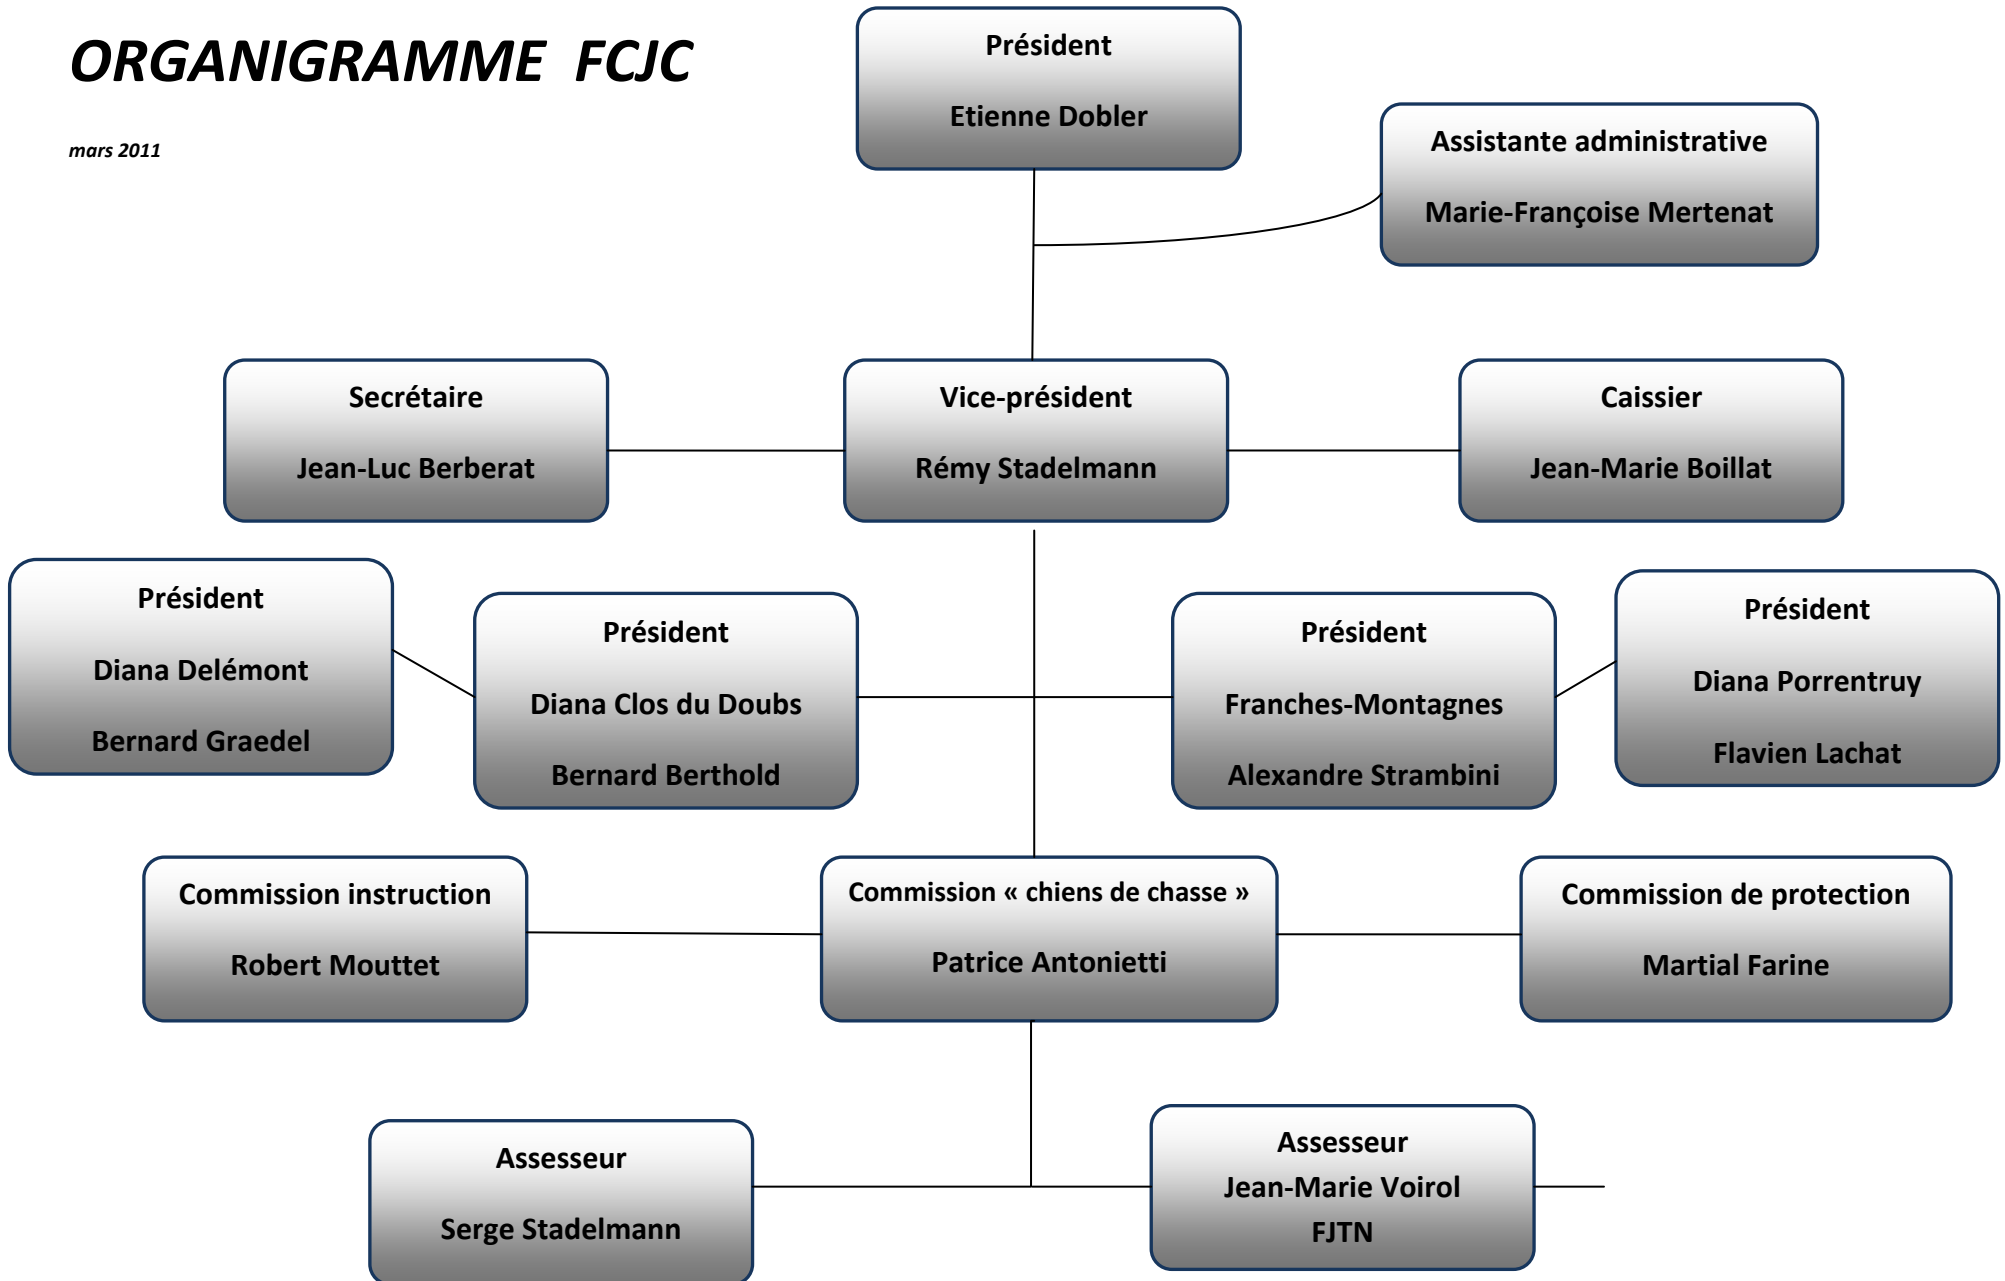 ORGANIGRAMME FCJC
mars 2011
Président
Etienne Dobler
Assistante administrative
Marie-Françoise Mertenat
Secrétaire
Jean-Luc Berberat
Vice-président
Rémy Stadelmann
Caissier
Jean-Marie Boillat
Président
Diana Delémont
Bernard Graedel
Président
Diana Clos du Doubs
Bernard Berthold
Président
Franches-Montagnes
Alexandre Strambini
Président
Diana Porrentruy
Flavien Lachat
Commission instruction
Robert Mouttet
Commission « chiens de chasse »
Patrice Antonietti
Commission de protection
Martial Farine
Assesseur
Serge Stadelmann
Assesseur
Jean-Marie Voirol
FJTN